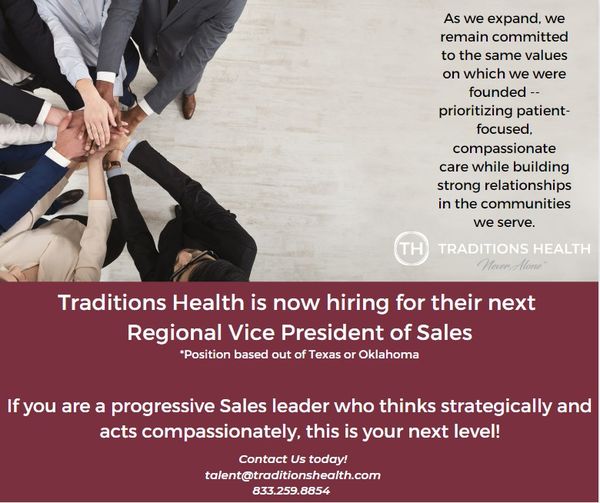 As we expand, we
remain committed
to the same values
on which we were
founded --
prioritizing patient-
focused,
compassionate
care while building
strong relationships
in the communities
we serve.
TH TRADITIONS HEALTH
Never Alone™
Traditions Health is now hiring for their next
Regional Vice President of Sales
*Position based out of Texas or Oklahoma
If you are a progressive Sales leader who thinks strategically and
acts compassionately, this is your next level!
Contact Us today!
talent@traditionshealth.com
833.259.8854